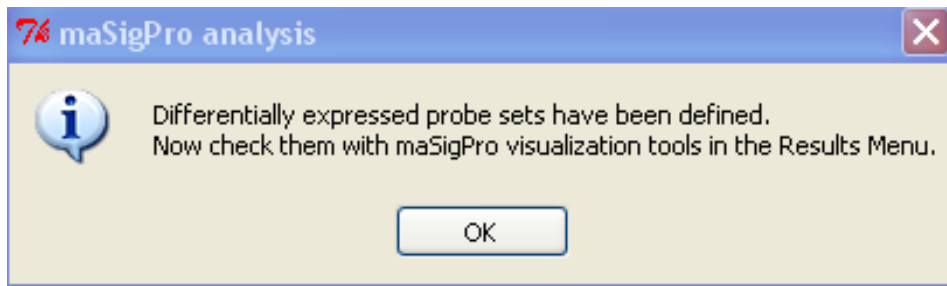 maSigPro analysis
Differentially expressed probe sets have been defined.
Now check them with maSigPro visualization tools in the Results Menu.
OK